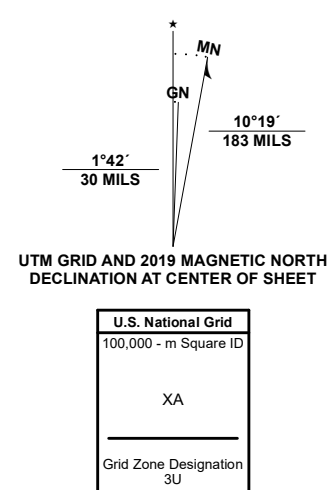 ★
MN
GN
10°19´
183 MILS
1°42´
30 MILS
UTM GRID AND 2019 MAGNETIC NORTH
DECLINATION AT CENTER OF SHEET
U.S. National Grid
100,000 - m Square ID
XA
Grid Zone Designation
3U